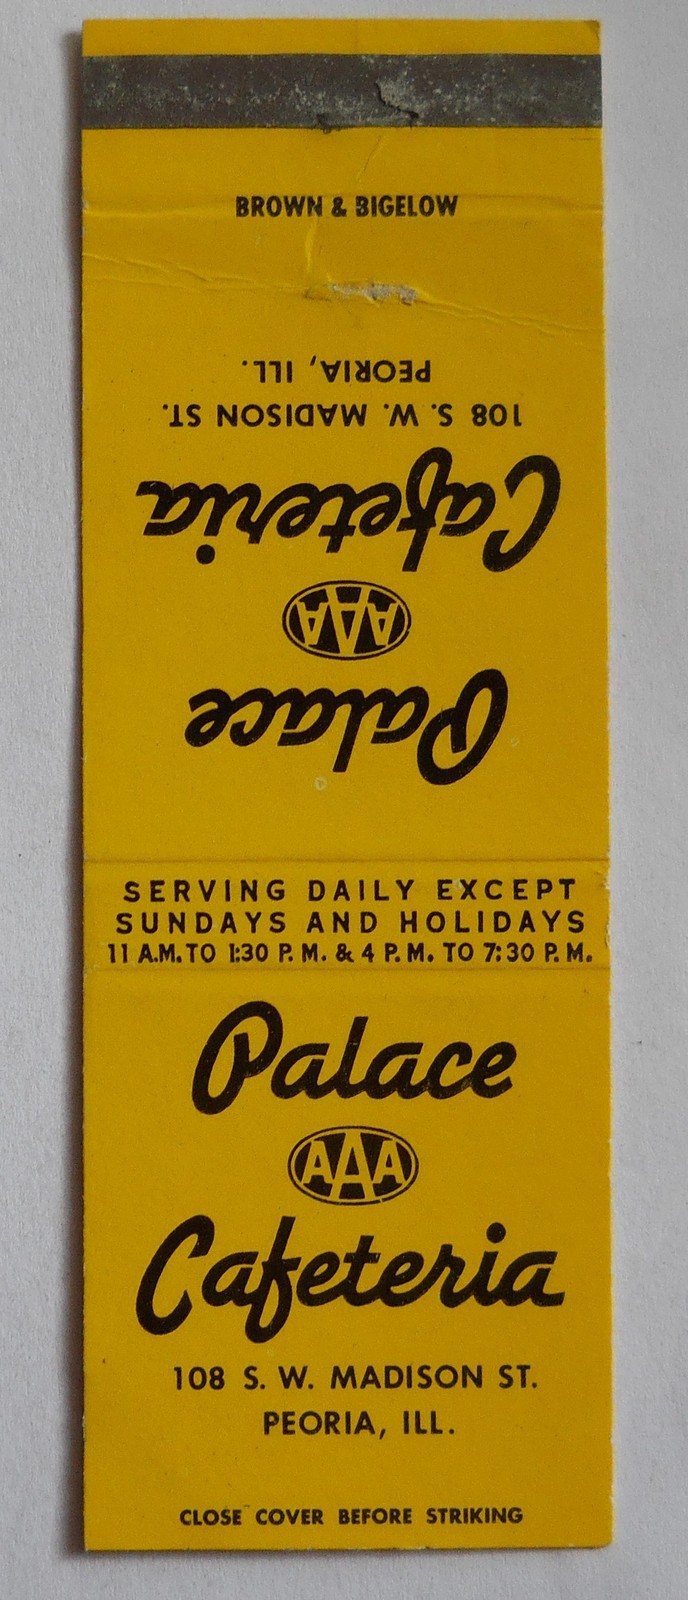 BROWN & BIGELOW
Palace
AAA
Cafeteria
108 S. W. MADISON ST.
PEORIA, ILL.
SERVING DAILY EXCEPT
SUNDAYS AND HOLIDAYS
11 A.M. TO 1:30 P. M. & 4 P. M. TO 7:30 P. M.
Palace
AAA
Cafeteria
108 S. W. MADISON ST.
PEORIA, ILL.
CLOSE COVER BEFORE STRIKING